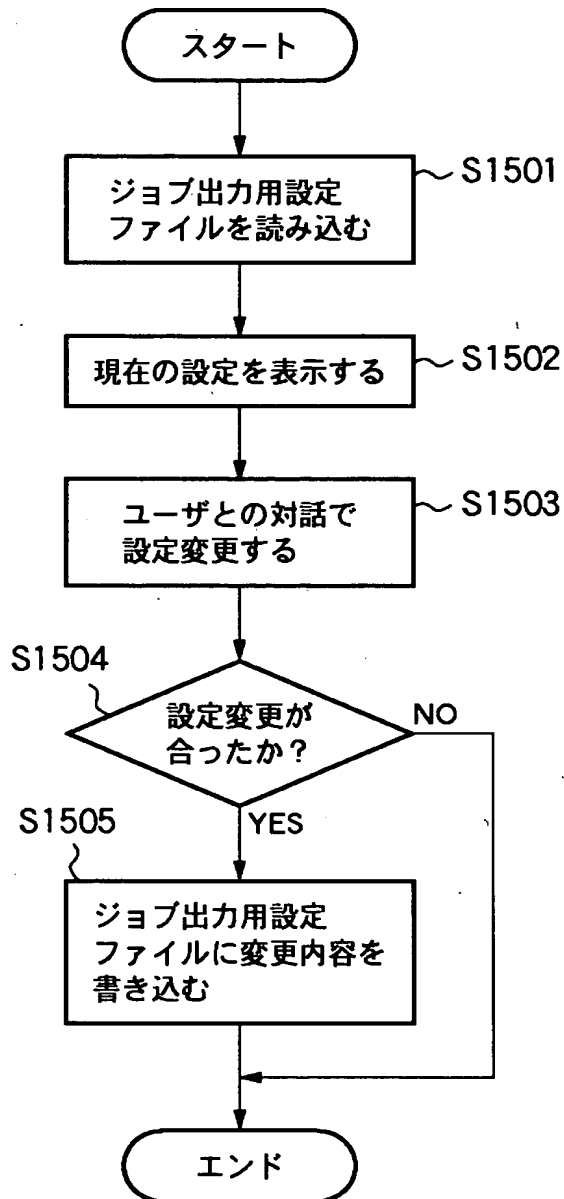 スタート
ジョブ出力用設定
ファイルを読み込む
S1501
現在の設定を表示する
S1502
ユーザとの対話で
設定変更する
S1503
S1504
設定変更が
合ったか？
NO
YES
S1505
ジョブ出力用設定
ファイルに変更内容を
書き込む
エンド